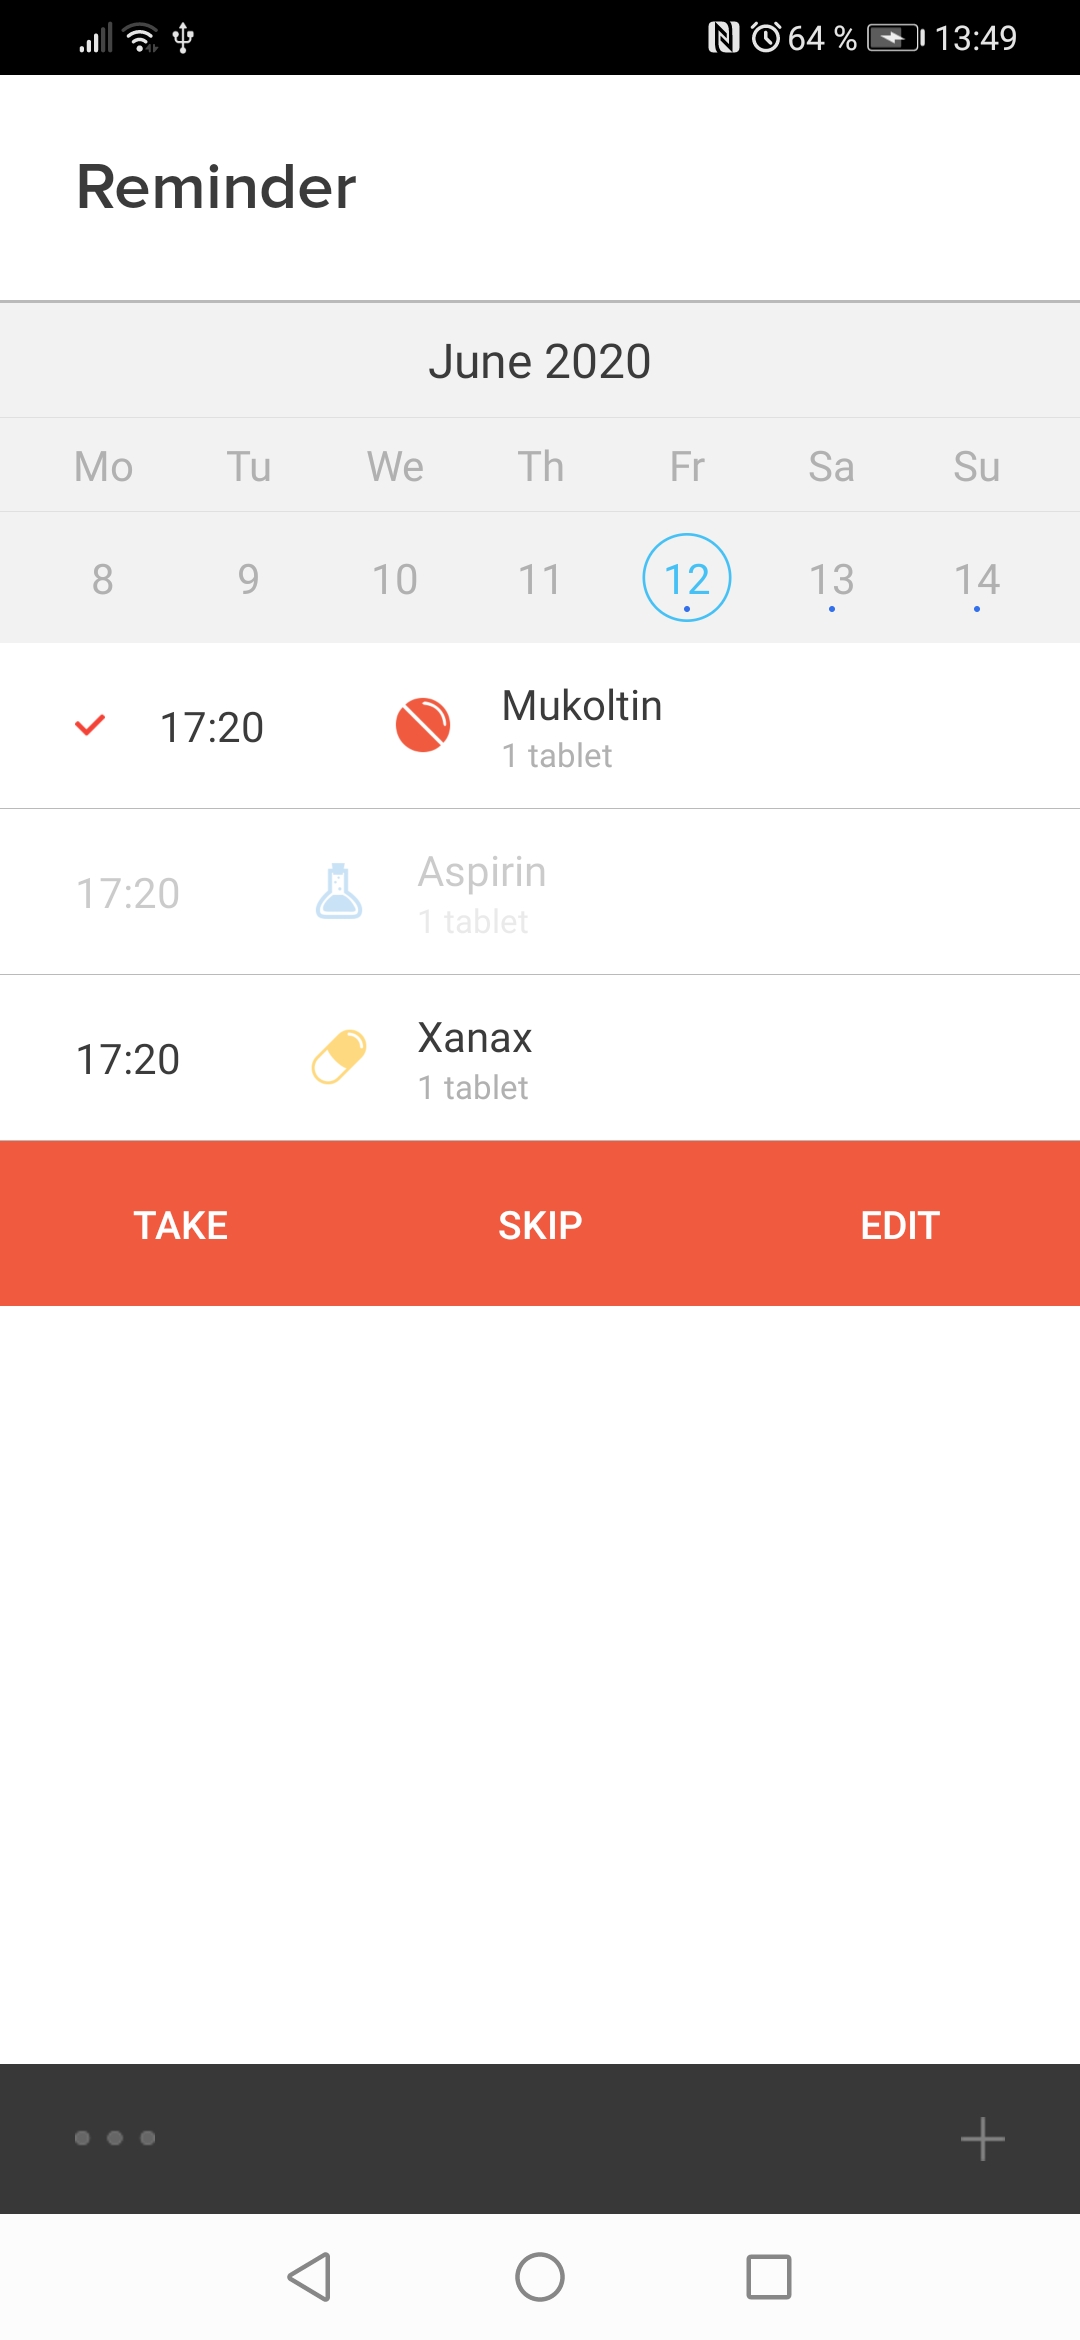 64 % 13:49
Reminder
June 2020
Mo Tu We Th Fr Sa Su
8 9 10 11 12 13 14
17:20 Mukoltin
1 tablet
17:20 Aspirin
1 tablet
17:20 Xanax
1 tablet
TAKE SKIP EDIT